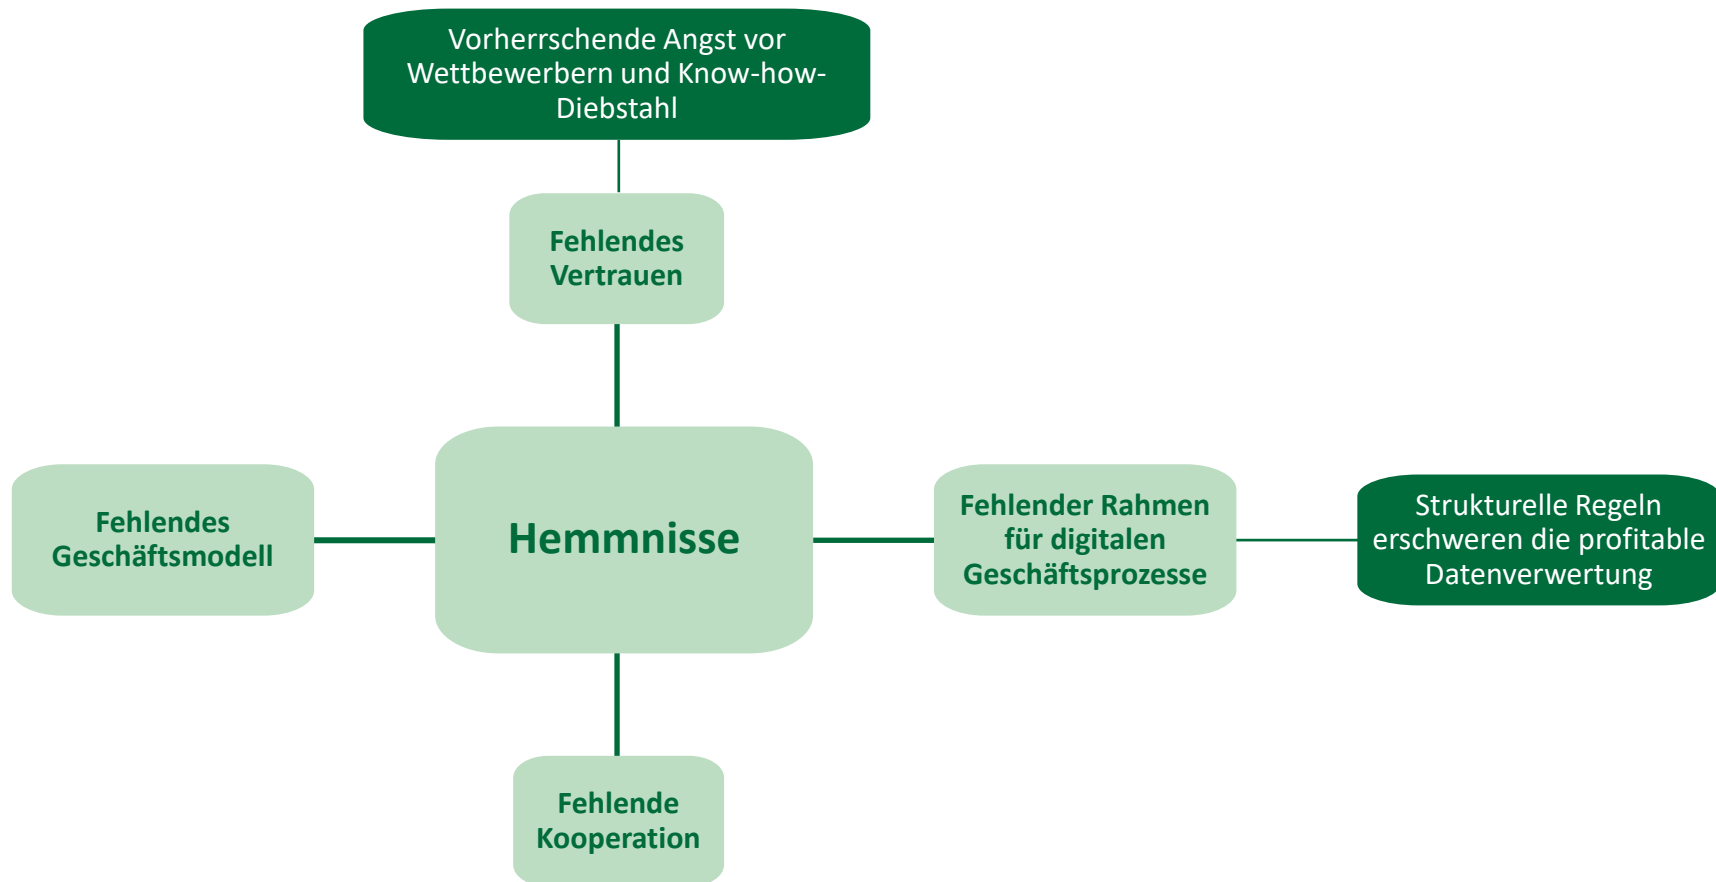 Vorherrschende Angst vor
Wettbewerbern und Know-how-
Diebstahl
Fehlendes
Vertrauen
Fehlendes
Geschäftsmodell
Hemmnisse
Fehlender Rahmen
für digitalen
Geschäftsprozesse
Strukturelle Regeln
erschweren die profitable
Datenverwertung
Fehlende
Kooperation